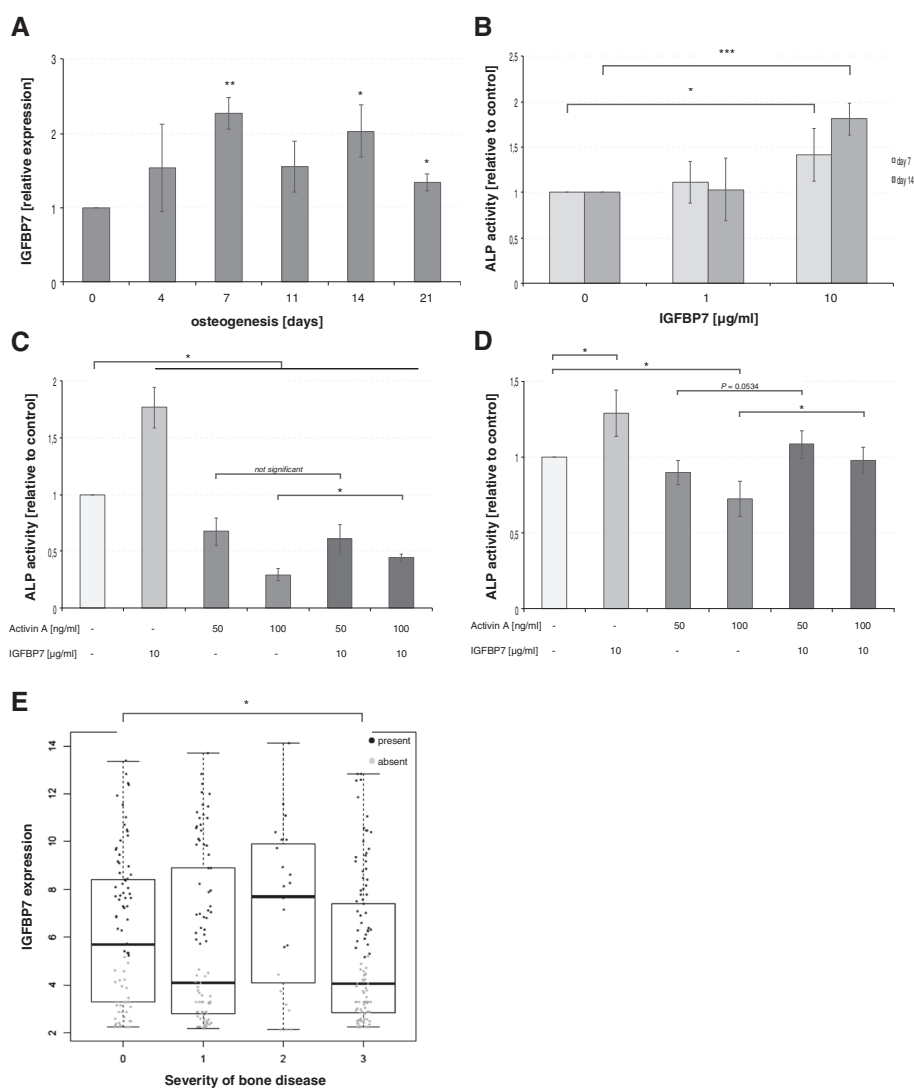 A
IGFBP7 [relative expression]
3
2
1
0
0 4 7 11 14 21
** * *
osteogenesis [days]
B
ALP activity [relative to control]
2,5
2
1,5
1
0,5
0
***
*
day 7
day 14
0 1 10
IGFBP7 [µg/ml]
C
ALP activity [relative to control]
2
1,5
1
0,5
0
*
not significant
*
Activin A [ng/ml] - - 50 100 50 100
IGFBP7 [µg/ml] - 10 - - 10 10
D
ALP activity [relative to control]
1,5
1
0,5
0
*
*
P = 0.0534
*
Activin A [ng/ml] - - 50 100 50 100
IGFBP7 [µg/ml] - 10 - - 10 10
E
*
IGFBP7 expression
14
12
10
8
6
4
2
present
absent
0 1 2 3
Severity of bone disease